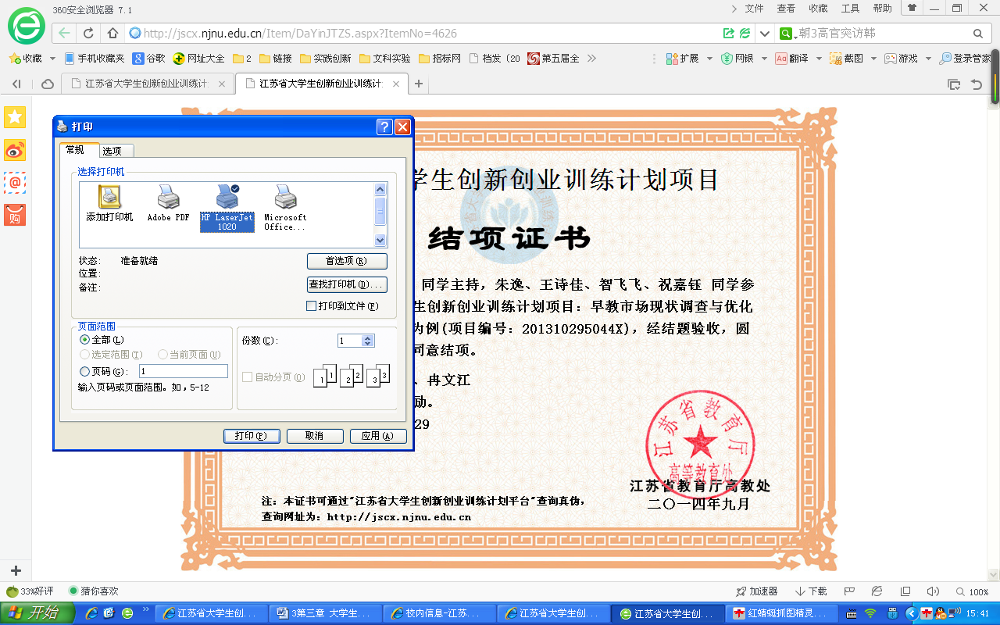 360安全浏览器 7.1
文件 查看 收藏 工具 帮助
http://jscx.njnu.edu.cn/Item/DaYinJTZS.aspx?ItemNo=4626
朝3高官突访韩
收藏 手机收藏夹 谷歌 网址大全 2 链接 实践创新 文科实验 招标网 档发（20 第五届全 扩展 网银 翻译 截图 游戏 登录管家
江苏省大学生创新创业训练计 江苏省大学生创新创业训练计
打印
常规 选项
选择打印机
添加打印机 Adobe PDF HP LaserJet 1020 Microsoft Office...
状态: 准备就绪
位置:
备注:
首选项(R)
查找打印机(D)...
打印到文件(F)
页面范围
全部(L)
选定范围(T) 当前页面(U)
页码(G): 1
输入页码或页面范围。如,5-12
份数(C): 1
自动分页(O)
1 1 2 2 3 3
打印(P) 取消 应用(A)
学生创新创业训练计划项目
结项证书
同学主持，朱逸、王诗佳、智飞飞、祝嘉钰 同学参
生创新创业训练计划项目：早教市场现状调查与优化
为例(项目编号：201310295044X)，经结题验收，圆
同意结项。
、冉文江
励。
29
江苏省教育厅
高等教育处
江苏省教育厅高教处
二〇一四年九月
注：本证书可通过"江苏省大学生创新创业训练计划平台"查询真伪，
查询网址为：http://jscx.njnu.edu.cn
33%好评 猜你喜欢 加速器 下载 100%
开始 江苏省大学生创... 3第三章 大学生... 校内信息-江苏... 江苏省大学生创... 江苏省大学生创... 红蜻蜓抓图精灵... 15:41